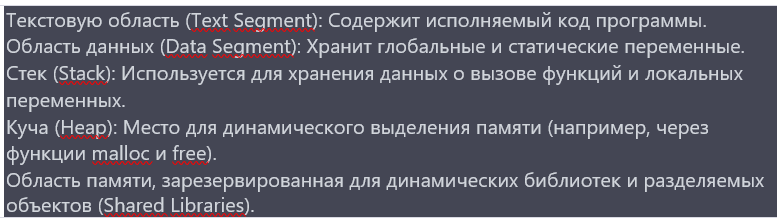 Текстовую область (Text Segment): Содержит исполняемый код программы.
Область данных (Data Segment): Хранит глобальные и статические переменные.
Стек (Stack): Используется для хранения данных о вызове функций и локальных
переменных.
Куча (Heap): Место для динамического выделения памяти (например, через
функции malloc и free).
Область памяти, зарезервированная для динамических библиотек и разделяемых
объектов (Shared Libraries).